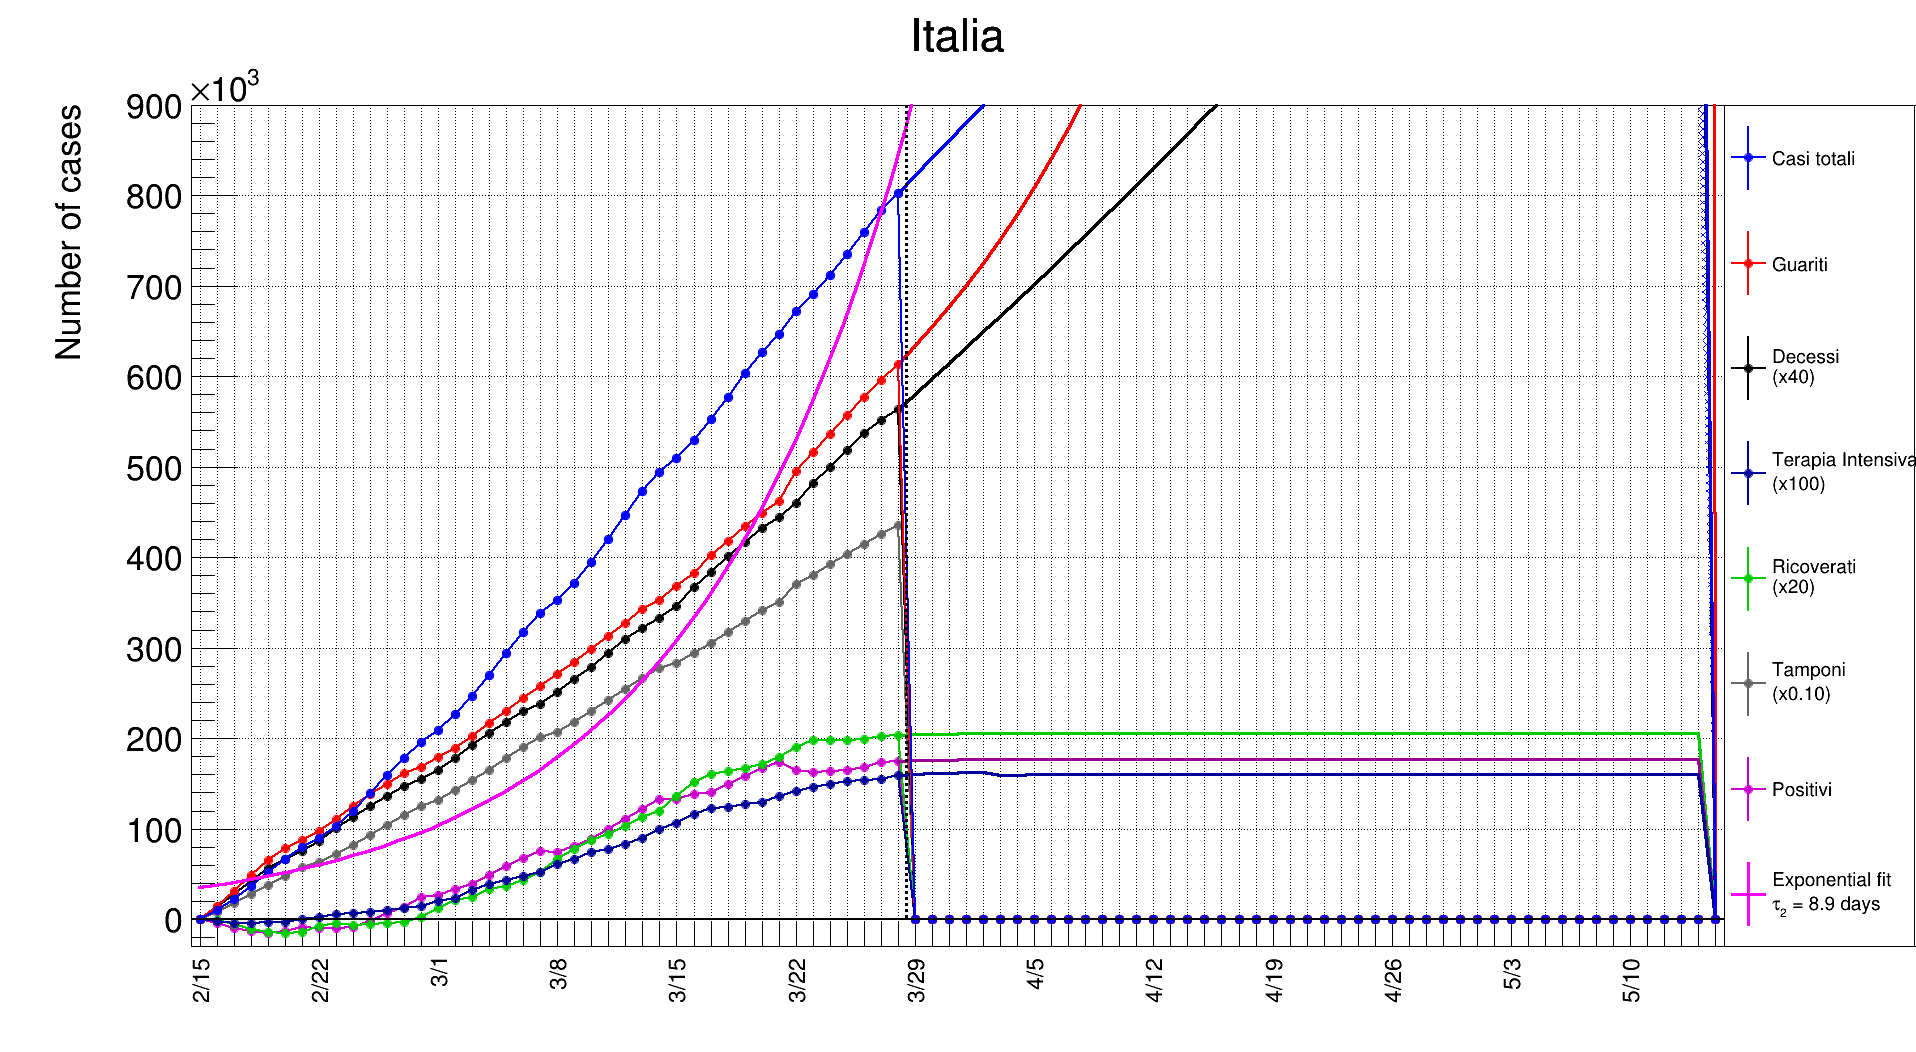 Italia
×10³
Number of cases
900
800
700
600
500
400
300
200
100
0
2/15
2/22
3/1
3/8
3/15
3/22
3/29
4/5
4/12
4/19
4/26
5/3
5/10
Casi totali
Guariti
Decessi
(x40)
Terapia Intensiva
(x100)
Ricoverati
(x20)
Tamponi
(x0.10)
Positivi
Exponential fit
τ₂ = 8.9 days